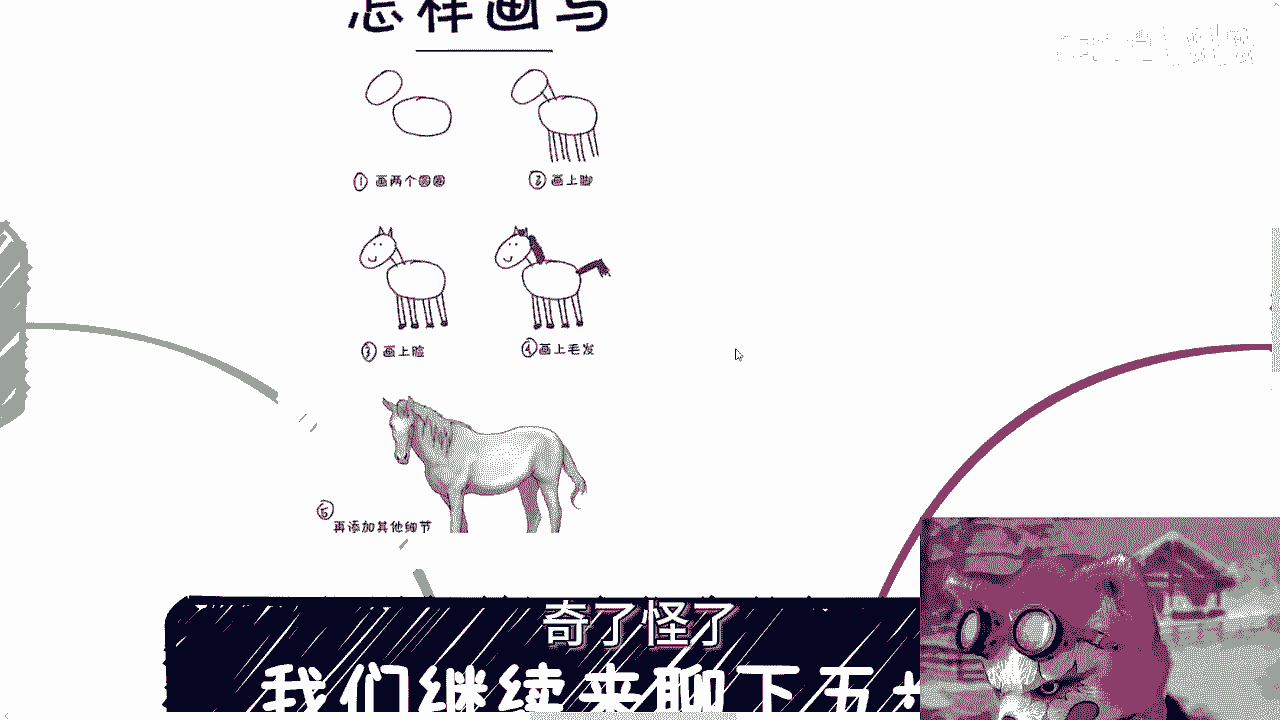 怎样画马
① 画两个圆圈
② 画上脚
③ 画上脸
④ 画上毛发
⑤
再添加其他细节
奇了怪了
我们继续来聊下五